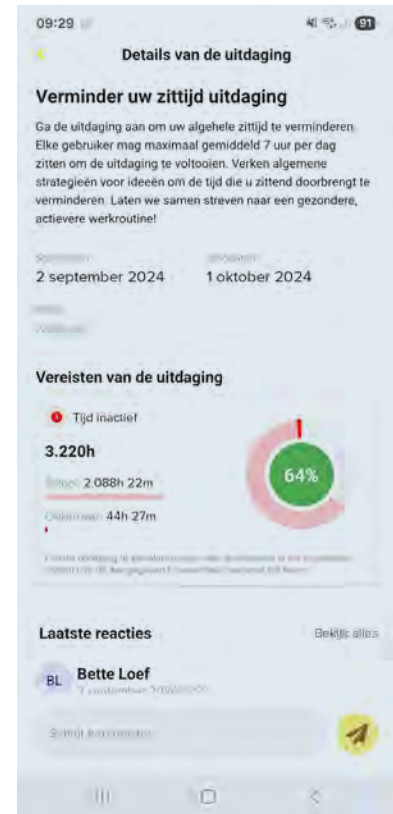 09:29
91
Details van de uitdaging
Verminder uw zittijd uitdaging
Ga de uitdaging aan om uw algehele zittijd te verminderen.
Elke gebruiker mag maximaal gemiddeld 7 uur per dag
zitten om de uitdaging te voltooien. Verken algemene
strategieën voor ideeën om de tijd die u zittend doorbrengt te
verminderen. Laten we samen streven naar een gezondere,
actievere werkroutine!
2 september 2024
1 oktober 2024
Vereisten van de uitdaging
Tijd inactief
3.220h
64%
2.088h 22m
44h 27m
Laatste reacties
Bekijk alles
BL
Bette Loef